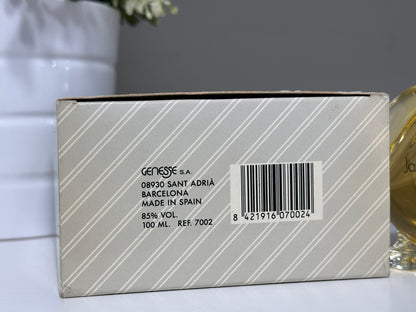 GENESSE S.A.
08930 SANT ADRIÀ
BARCELONA
MADE IN SPAIN
85% VOL.
100 ML. REF. 7002
8 421916 070024